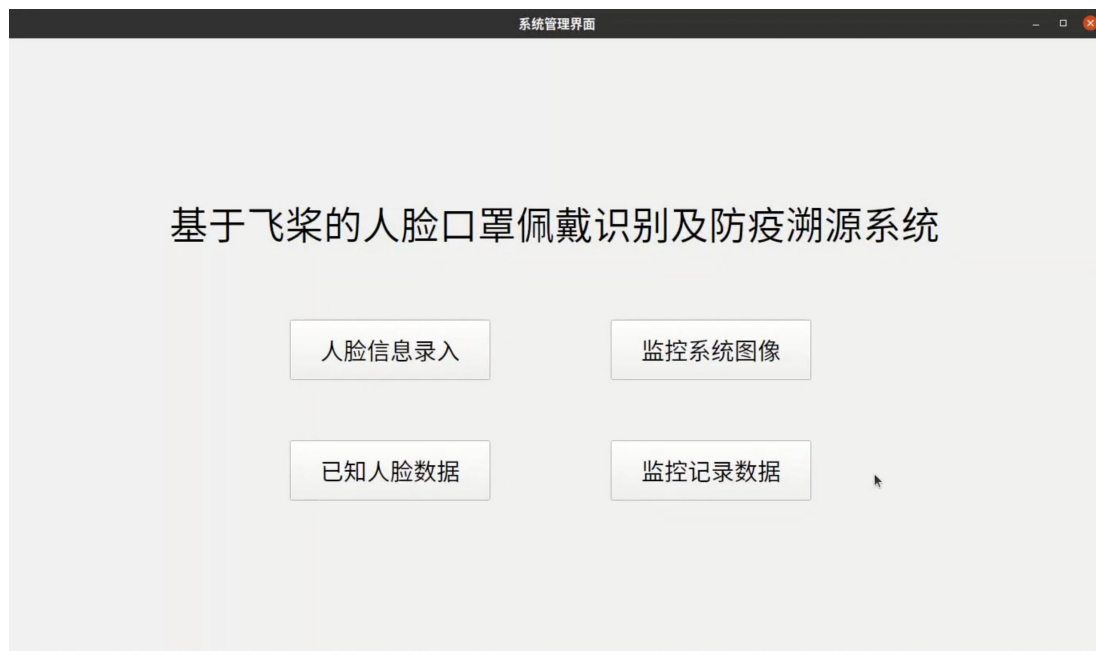 系统管理界面
基于飞桨的人脸口罩佩戴识别及防疫溯源系统
人脸信息录入
监控系统图像
已知人脸数据
监控记录数据